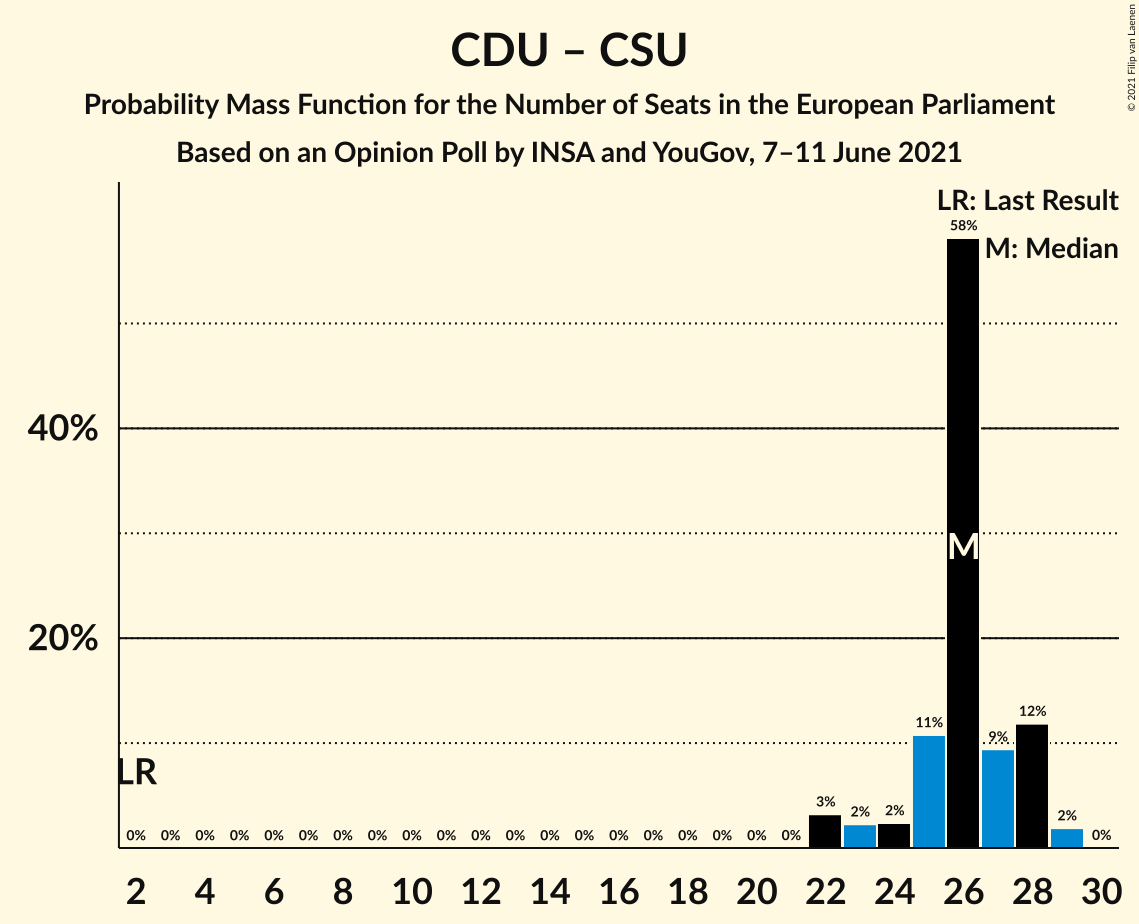 CDU – CSU
Probability Mass Function for the Number of Seats in the European Parliament
Based on an Opinion Poll by INSA and YouGov, 7–11 June 2021
© 2021 Filip van Laenen
LR: Last Result
M: Median
58%
40%
M
20%
12%
11%
9%
LR
3%
2%
2%
2%
0% 0% 0% 0% 0% 0% 0% 0% 0% 0% 0% 0% 0% 0% 0% 0% 0% 0% 0% 0% 0%
2 4 6 8 10 12 14 16 18 20 22 24 26 28 30